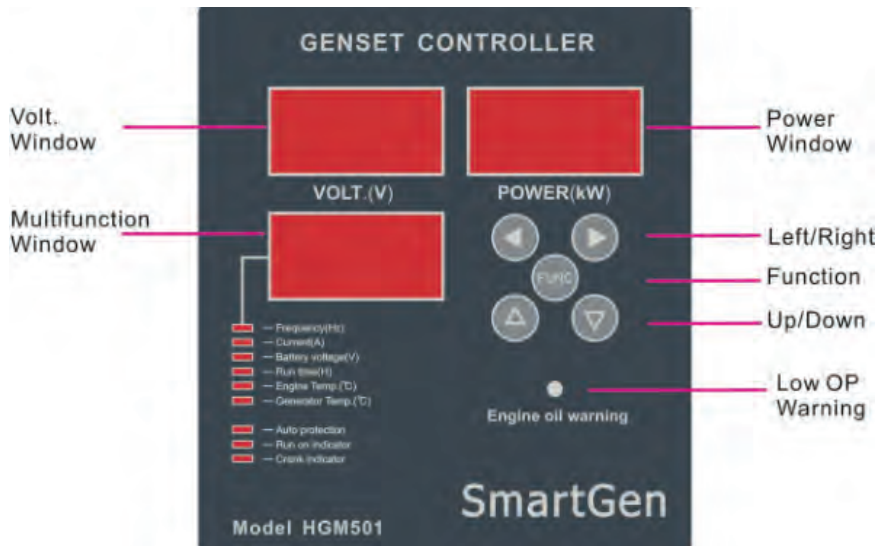 GENSET CONTROLLER
Volt.
Window
Power
Window
VOLT.(V)
POWER(kW)
Multifunction
Window
Left/Right
FUNC
Function
Up/Down
Frequency(Hz)
Current(A)
Battery voltage(V)
Run time(H)
Engine Temp.(℃)
Generator Temp.(℃)
Low OP
Warning
Engine oil warning
Auto protection
Run on indicator
Crank indicator
SmartGen
Model HGM501